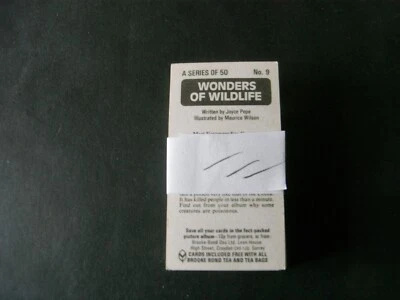 A SERIES OF 50 No. 9
WONDERS
OF WILDLIFE
Written by Joyce Pope
Illustrated by Maurice Wilson
It has killed people in less than a minute.
Find out from your album why some
creatures are poisonous.
Save all your cards in the fact-packed
picture album
from grocers, or from
Brooke Bond Oxo Ltd, Leon House
High Street, Croydon CR9 1JQ, Surrey
CARDS INCLUDED FREE WITH ALL
BROOKE BOND TEA AND TEA BAGS